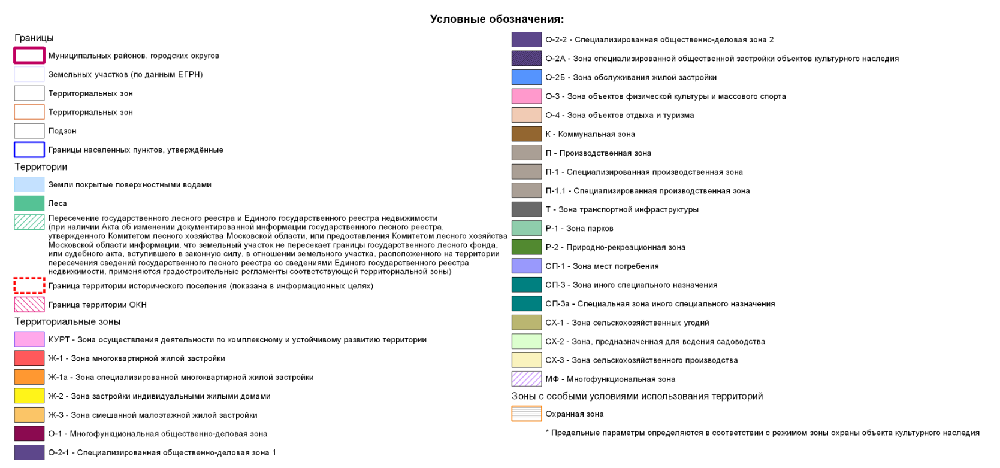 Условные обозначения:
Границы
Муниципальных районов, городских округов
Земельных участков (по данным ЕГРН)
Территориальных зон
Территориальных зон
Подзон
Границы населенных пунктов, утверждённые
Территории
Земли покрытые поверхностными водами
Леса
Пересечение государственного лесного реестра и Единого государственного реестра недвижимости
(при наличии Акта об изменении документированной информации государственного лесного реестра,
утвержденного Комитетом лесного хозяйства Московской области, или предоставления Комитетом лесного хозяйства
Московской области информации, что земельный участок не пересекает границы государственного лесного фонда,
или судебного акта, вступившего в законную силу, в отношении земельного участка, расположенного на территории
пересечения сведений государственного лесного реестра со сведениями Единого государственного реестра
недвижимости, применяются градостроительные регламенты соответствующей территориальной зоны)
Граница территории исторического поселения (показана в информационных целях)
Граница территории ОКН
Территориальные зоны
КУРТ - Зона осуществления деятельности по комплексному и устойчивому развитию территории
Ж-1 - Зона многоквартирной жилой застройки
Ж-1а - Зона специализированной многоквартирной жилой застройки
Ж-2 - Зона застройки индивидуальными жилыми домами
Ж-3 - Зона смешанной малоэтажной жилой застройки
О-1 - Многофункциональная общественно-деловая зона
О-2-1 - Специализированная общественно-деловая зона 1
О-2-2 - Специализированная общественно-деловая зона 2
О-2А - Зона специализированной общественной застройки объектов культурного наследия
О-2Б - Зона обслуживания жилой застройки
О-3 - Зона объектов физической культуры и массового спорта
О-4 - Зона объектов отдыха и туризма
К - Коммунальная зона
П - Производственная зона
П-1 - Специализированная производственная зона
П-1.1 - Специализированная производственная зона
Т - Зона транспортной инфраструктуры
Р-1 - Зона парков
Р-2 - Природно-рекреационная зона
СП-1 - Зона мест погребения
СП-3 - Зона иного специального назначения
СП-3а - Специальная зона иного специального назначения
СХ-1 - Зона сельскохозяйственных угодий
СХ-2 - Зона, предназначенная для ведения садоводства
СХ-3 - Зона сельскохозяйственного производства
МФ - Многофункциональная зона
Зоны с особыми условиями использования территорий
Охранная зона
* Предельные параметры определяются в соответствии с режимом зоны охраны объекта культурного наследия